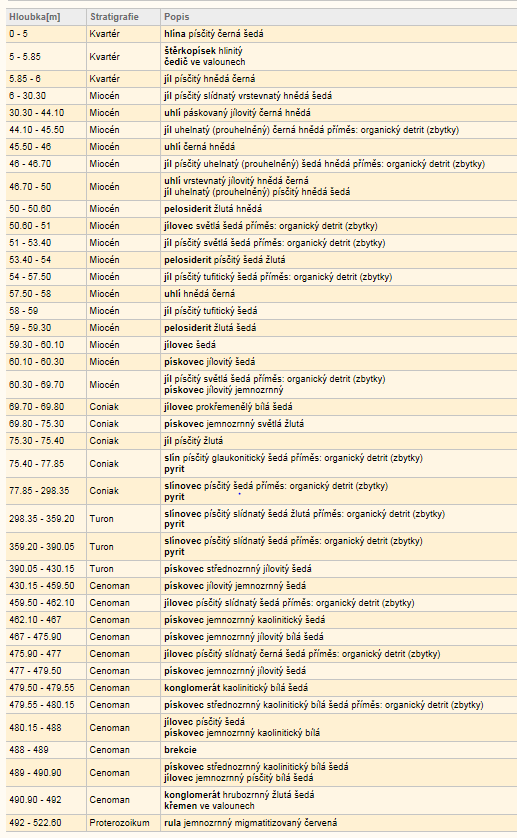 Hloubka[m] Stratigrafie Popis
0 - 5 Kvartér hlína písčitý černá šedá
5 - 5.85 Kvartér štěrkopísek hlinitý
čedič ve valounech
5.85 - 6 Kvartér jíl písčitý hnědá černá
6 - 30.30 Miocén jíl písčitý slídnatý vrstevnatý hnědá šedá
30.30 - 44.10 Miocén uhlí páskovaný jílovitý černá hnědá
44.10 - 45.50 Miocén jíl uhelnatý (prouhelněný) černá hnědá příměs: organický detrit (zbytky)
45.50 - 46 Miocén uhlí černá hnědá
46 - 46.70 Miocén jíl písčitý uhelnatý (prouhelněný) šedá hnědá příměs: organický detrit (zbytky)
46.70 - 50 Miocén uhlí vrstevnatý jílovitý hnědá černá
jíl uhelnatý (prouhelněný) písčitý hnědá šedá
50 - 50.60 Miocén pelosiderit žlutá hnědá
50.60 - 51 Miocén jílovec světlá šedá příměs: organický detrit (zbytky)
51 - 53.40 Miocén jíl písčitý světlá šedá příměs: organický detrit (zbytky)
53.40 - 54 Miocén pelosiderit písčitý šedá žlutá
54 - 57.50 Miocén jíl písčitý tufitický šedá příměs: organický detrit (zbytky)
57.50 - 58 Miocén uhlí hnědá černá
58 - 59 Miocén jíl písčitý tufitický šedá
59 - 59.30 Miocén pelosiderit žlutá šedá
59.30 - 60.10 Miocén jílovec šedá
60.10 - 60.30 Miocén pískovec jílovitý šedá
60.30 - 69.70 Miocén jíl písčitý světlá šedá příměs: organický detrit (zbytky)
pískovec jílovitý jemnozrnný
69.70 - 69.80 Coniak jílovec prokřemenělý bílá šedá
69.80 - 75.30 Coniak pískovec jemnozrnný světlá žlutá
75.30 - 75.40 Coniak jíl písčitý žlutá
75.40 - 77.85 Coniak slín písčitý glaukonitický šedá příměs: organický detrit (zbytky)
pyrit
77.85 - 298.35 Coniak slínovec písčitý šedá příměs: organický detrit (zbytky)
pyrit
298.35 - 359.20 Turon slínovec písčitý slídnatý šedá žlutá příměs: organický detrit (zbytky)
pyrit
359.20 - 390.05 Turon slínovec písčitý slídnatý šedá příměs: organický detrit (zbytky)
pyrit
390.05 - 430.15 Turon pískovec střednozrnný jílovitý šedá
430.15 - 459.50 Cenoman pískovec jílovitý jemnozrnný šedá
459.50 - 462.10 Cenoman jílovec písčitý slídnatý šedá příměs: organický detrit (zbytky)
462.10 - 467 Cenoman pískovec jemnozrnný kaolinitický šedá
467 - 475.90 Cenoman pískovec jemnozrnný jílovitý bílá šedá
475.90 - 477 Cenoman jílovec písčitý slídnatý černá šedá příměs: organický detrit (zbytky)
477 - 479.50 Cenoman pískovec jemnozrnný jílovitý šedá
479.50 - 479.55 Cenoman konglomerát kaolinitický bílá šedá
479.55 - 480.15 Cenoman pískovec střednozrnný kaolinitický bílá šedá příměs: organický detrit (zbytky)
480.15 - 488 Cenoman jílovec písčitý šedá
pískovec jemnozrnný kaolinitický bílá
488 - 489 Cenoman brekcie
489 - 490.90 Cenoman pískovec střednozrnný kaolinitický bílá šedá
jílovec jemnozrnný písčitý bílá šedá
490.90 - 492 Cenoman konglomerát hrubozrnný žlutá šedá
křemen ve valounech
492 - 522.60 Proterozoikum rula jemnozrnný migmatitizovaný červená